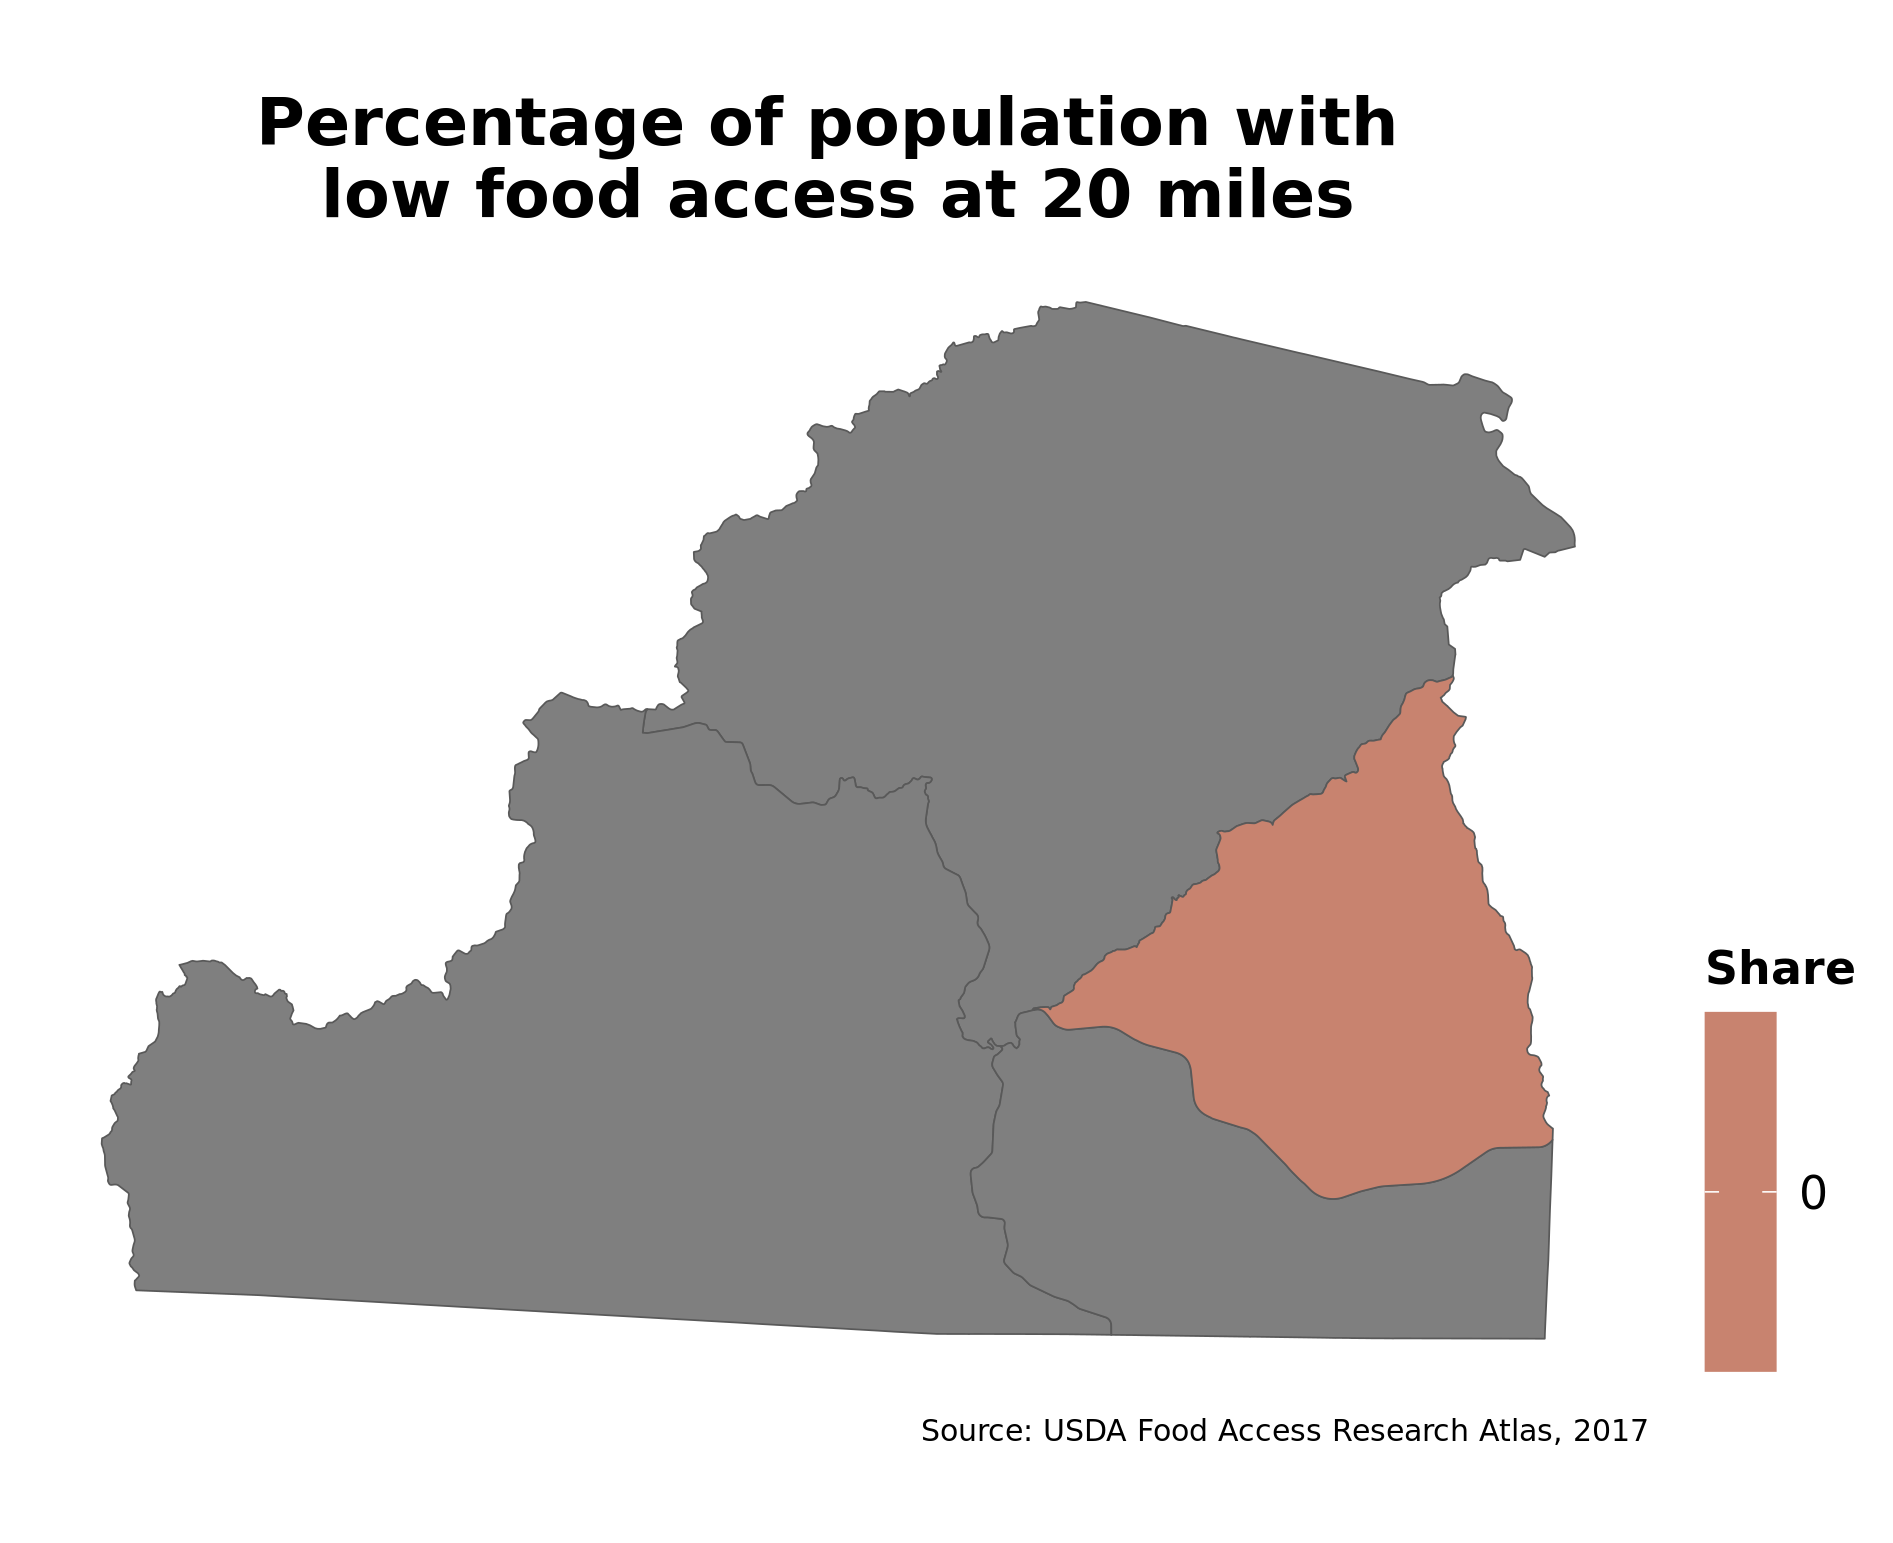 Percentage of population with
low food access at 20 miles
Share
0
Source: USDA Food Access Research Atlas, 2017